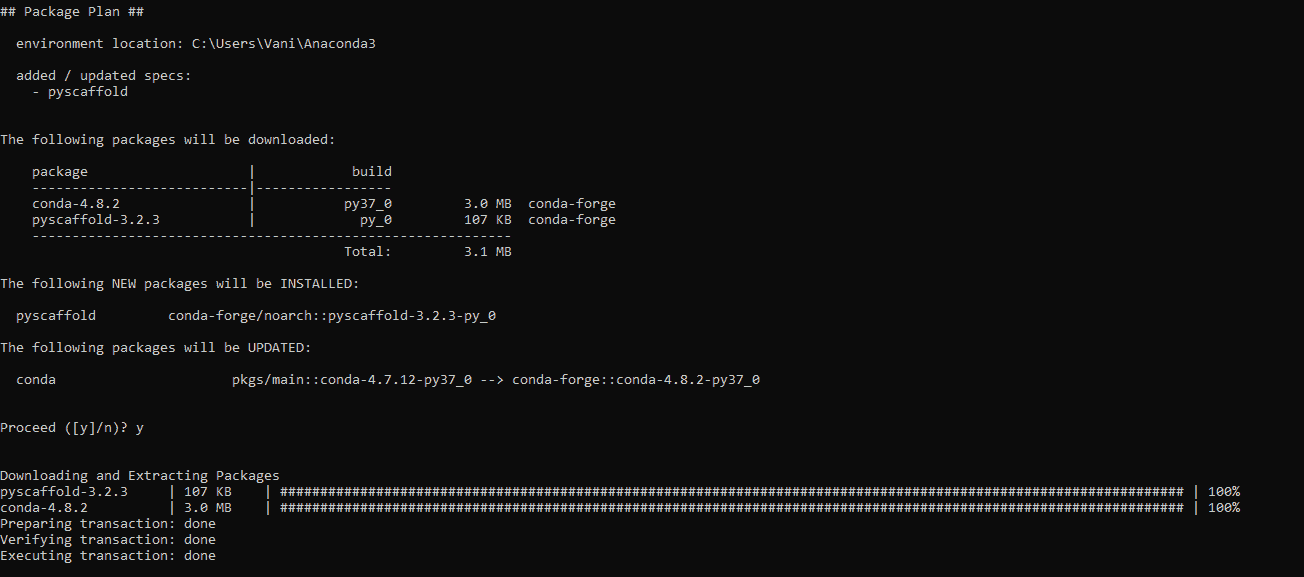 ## Package Plan ##
environment location: C:\Users\Vani\Anaconda3
added / updated specs:
- pyscaffold
The following packages will be downloaded:
package | build
---------------------------|-----------------
conda-4.8.2 | py37_0 3.0 MB conda-forge
pyscaffold-3.2.3 | py_0 107 KB conda-forge
------------------------------------------------------------
Total: 3.1 MB
The following NEW packages will be INSTALLED:
pyscaffold conda-forge/noarch::pyscaffold-3.2.3-py_0
The following packages will be UPDATED:
conda pkgs/main::conda-4.7.12-py37_0 --> conda-forge::conda-4.8.2-py37_0
Proceed ([y]/n)? y
Downloading and Extracting Packages
pyscaffold-3.2.3 | 107 KB | ################################################################################################################# | 100%
conda-4.8.2 | 3.0 MB | ################################################################################################################# | 100%
Preparing transaction: done
Verifying transaction: done
Executing transaction: done